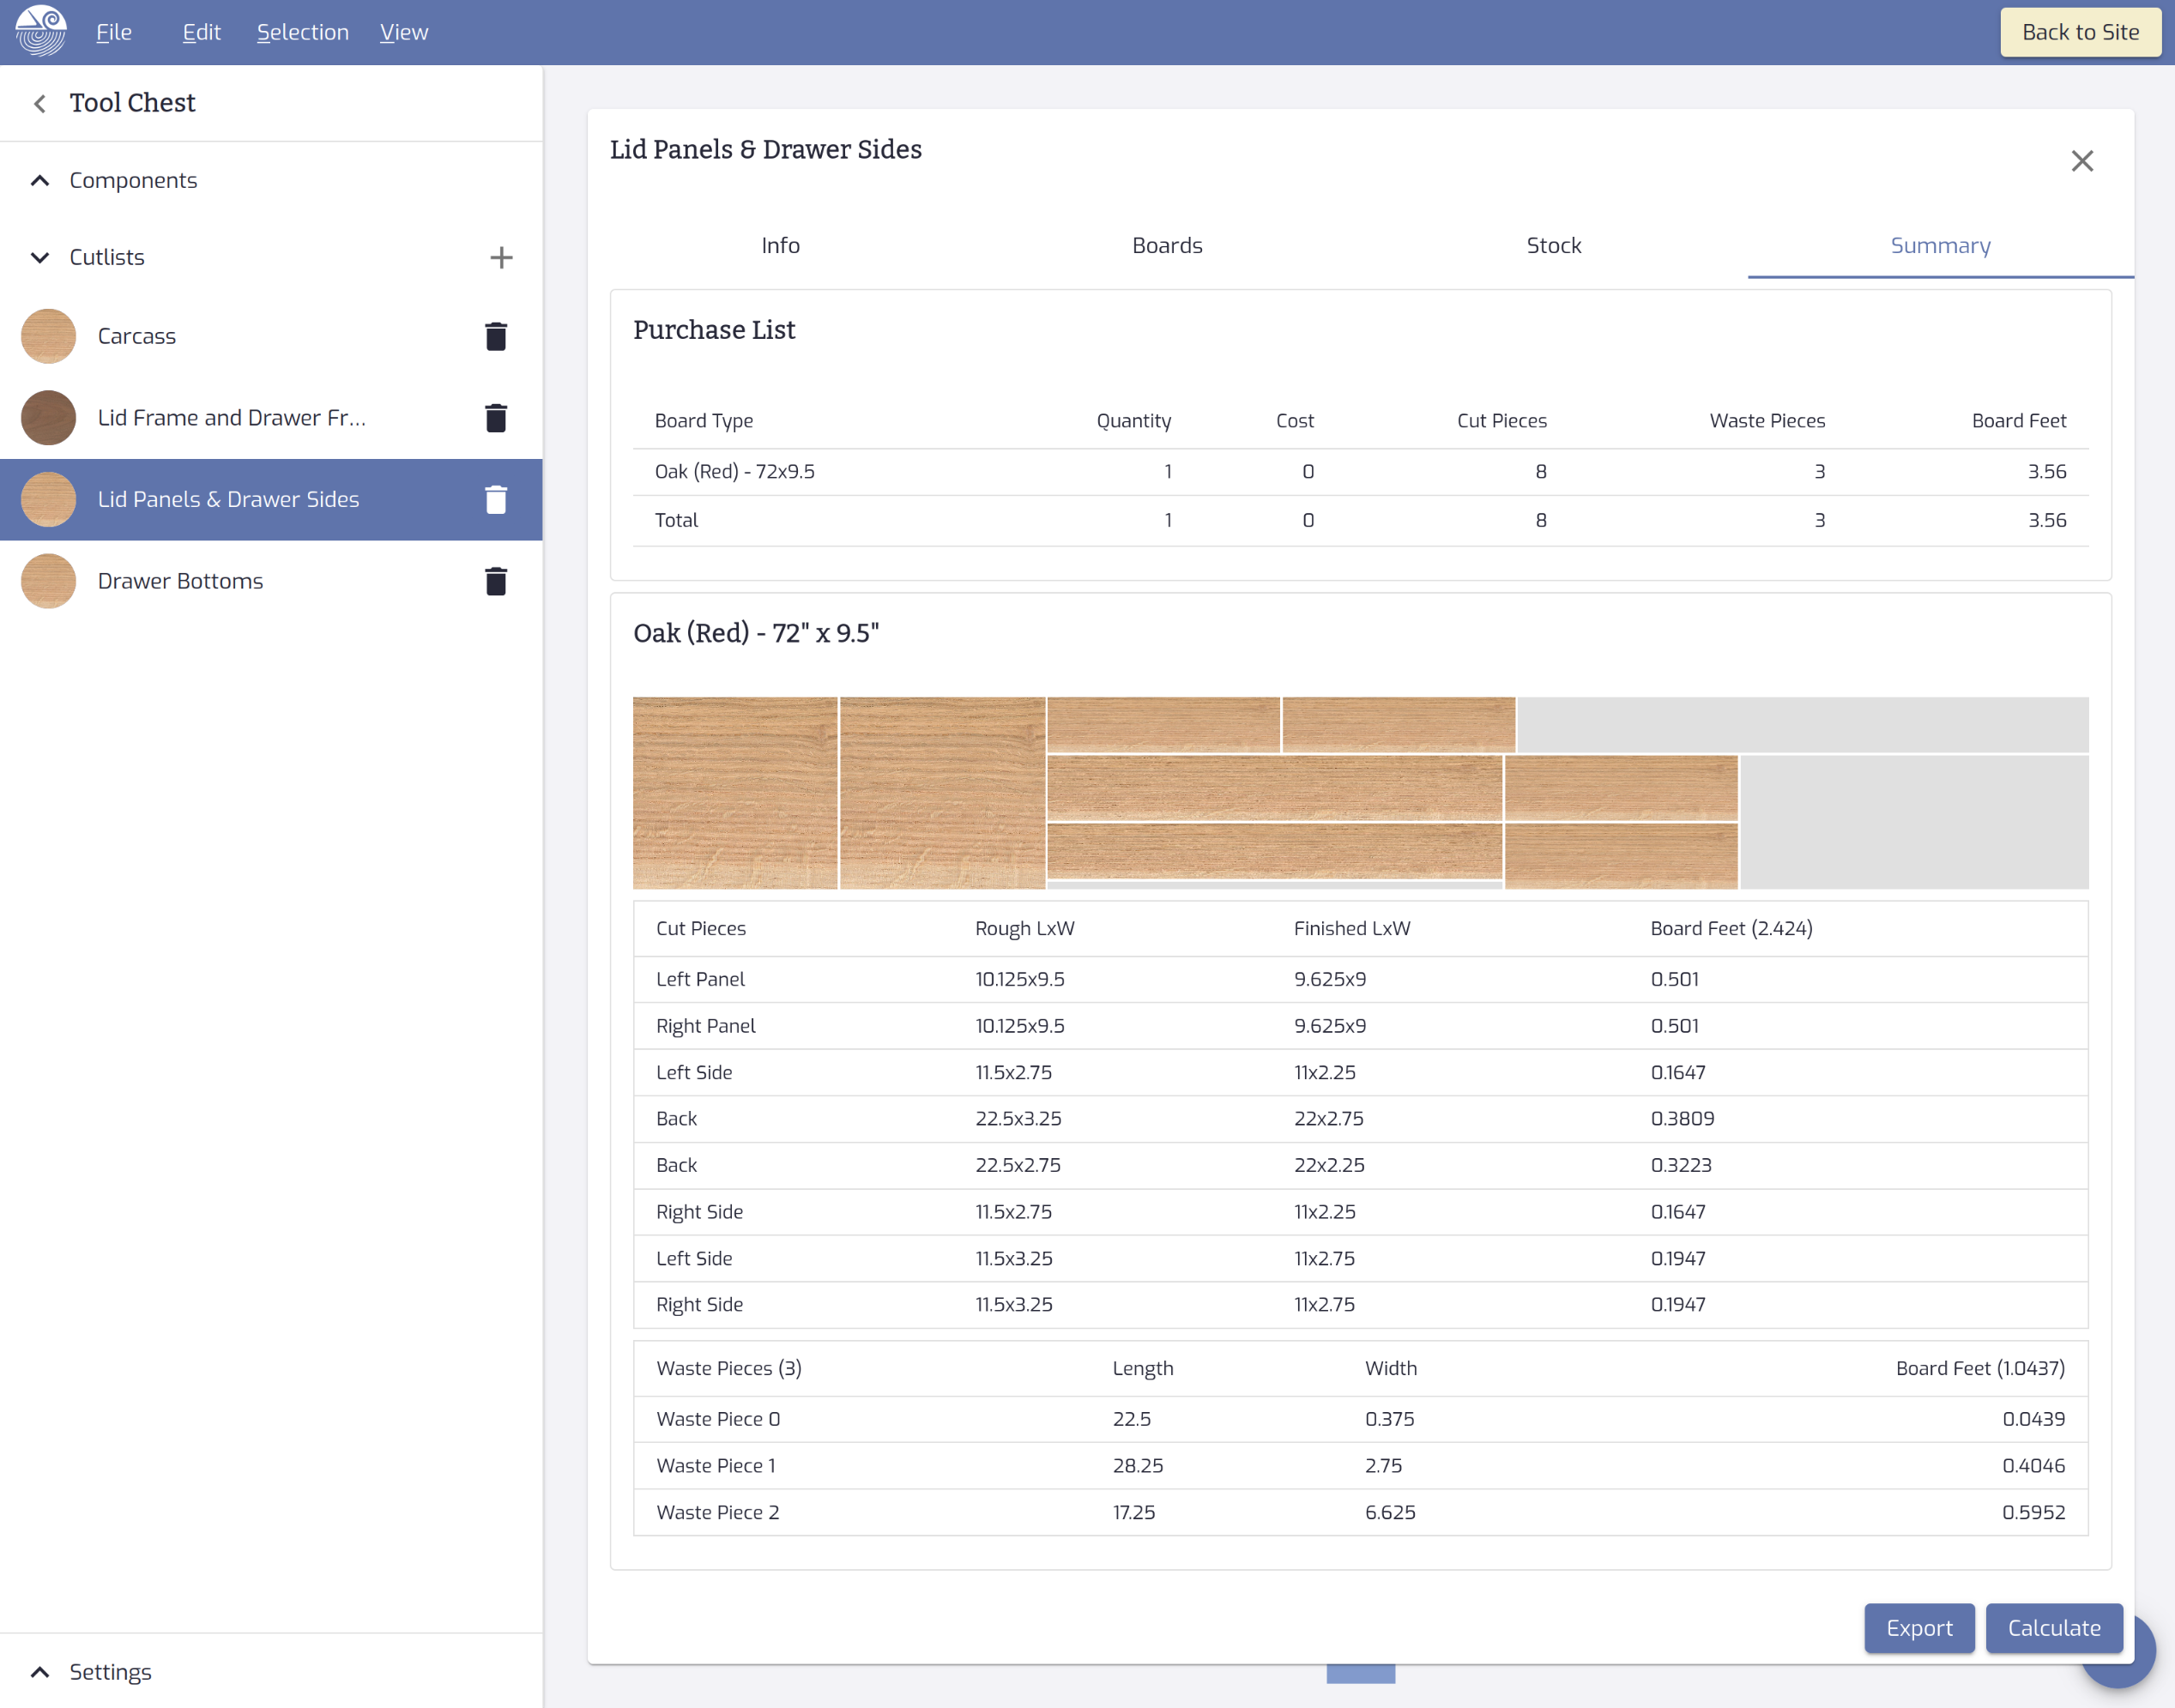 File Edit Selection View Back to Site
Tool Chest
Components
Cutlists
Carcass
Lid Frame and Drawer Fr...
Lid Panels & Drawer Sides
Drawer Bottoms
Settings
Lid Panels & Drawer Sides
Info Boards Stock Summary
Purchase List
Board Type Quantity Cost Cut Pieces Waste Pieces Board Feet
Oak (Red) - 72x9.5 1 0 8 3 3.56
Total 1 0 8 3 3.56
Oak (Red) - 72" x 9.5"
Cut Pieces Rough LxW Finished LxW Board Feet (2.424)
Left Panel 10.125x9.5 9.625x9 0.501
Right Panel 10.125x9.5 9.625x9 0.501
Left Side 11.5x2.75 11x2.25 0.1647
Back 22.5x3.25 22x2.75 0.3809
Back 22.5x2.75 22x2.25 0.3223
Right Side 11.5x2.75 11x2.25 0.1647
Left Side 11.5x3.25 11x2.75 0.1947
Right Side 11.5x3.25 11x2.75 0.1947
Waste Pieces (3) Length Width Board Feet (1.0437)
Waste Piece 0 22.5 0.375 0.0439
Waste Piece 1 28.25 2.75 0.4046
Waste Piece 2 17.25 6.625 0.5952
Export Calculate